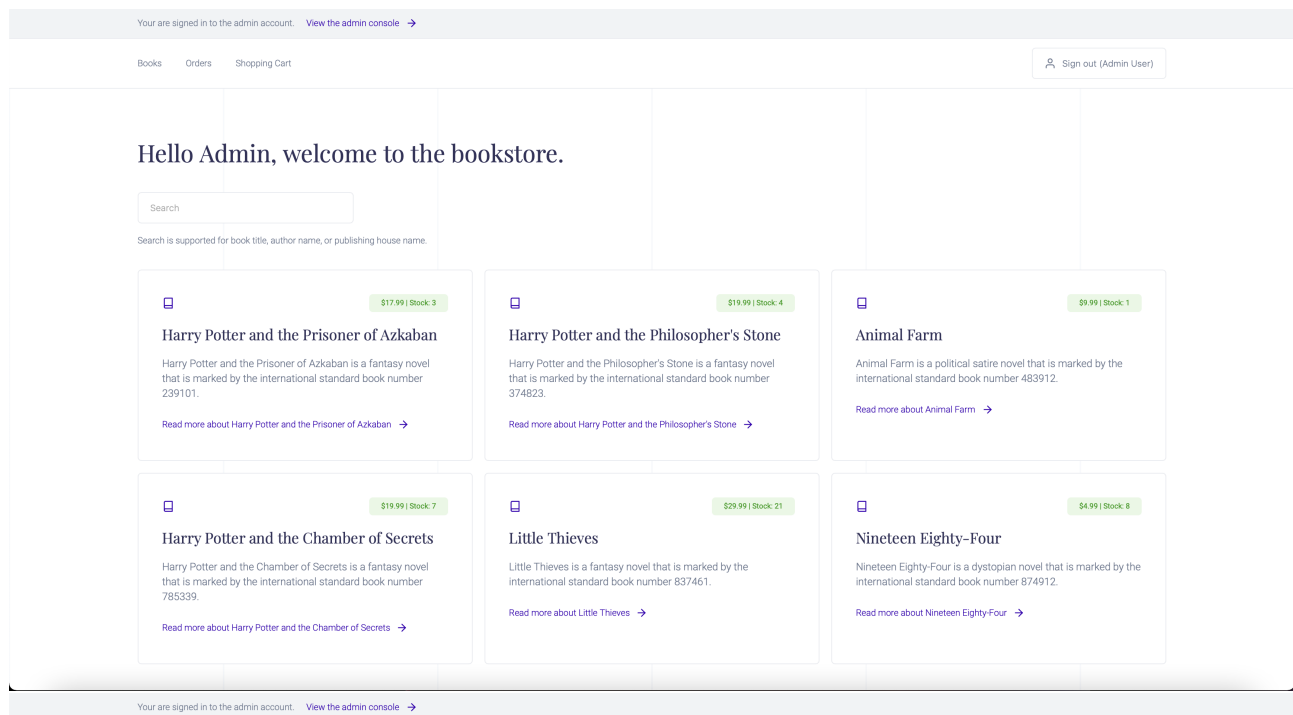 Your are signed in to the admin account. View the admin console
Books Orders Shopping Cart Sign out (Admin User)
Hello Admin, welcome to the bookstore.
Search
Search is supported for book title, author name, or publishing house name.
$17.99 | Stock: 3
Harry Potter and the Prisoner of Azkaban
Harry Potter and the Prisoner of Azkaban is a fantasy novel
that is marked by the international standard book number
239101.
Read more about Harry Potter and the Prisoner of Azkaban
$19.99 | Stock: 4
Harry Potter and the Philosopher's Stone
Harry Potter and the Philosopher's Stone is a fantasy novel
that is marked by the international standard book number
374823.
Read more about Harry Potter and the Philosopher's Stone
$9.99 | Stock: 1
Animal Farm
Animal Farm is a political satire novel that is marked by the
international standard book number 483912.
Read more about Animal Farm
$19.99 | Stock: 7
Harry Potter and the Chamber of Secrets
Harry Potter and the Chamber of Secrets is a fantasy novel
that is marked by the international standard book number
785339.
Read more about Harry Potter and the Chamber of Secrets
$29.99 | Stock: 21
Little Thieves
Little Thieves is a fantasy novel that is marked by the
international standard book number 837461.
Read more about Little Thieves
$4.99 | Stock: 8
Nineteen Eighty-Four
Nineteen Eighty-Four is a dystopian novel that is marked by the
international standard book number 874912.
Read more about Nineteen Eighty-Four
Your are signed in to the admin account. View the admin console